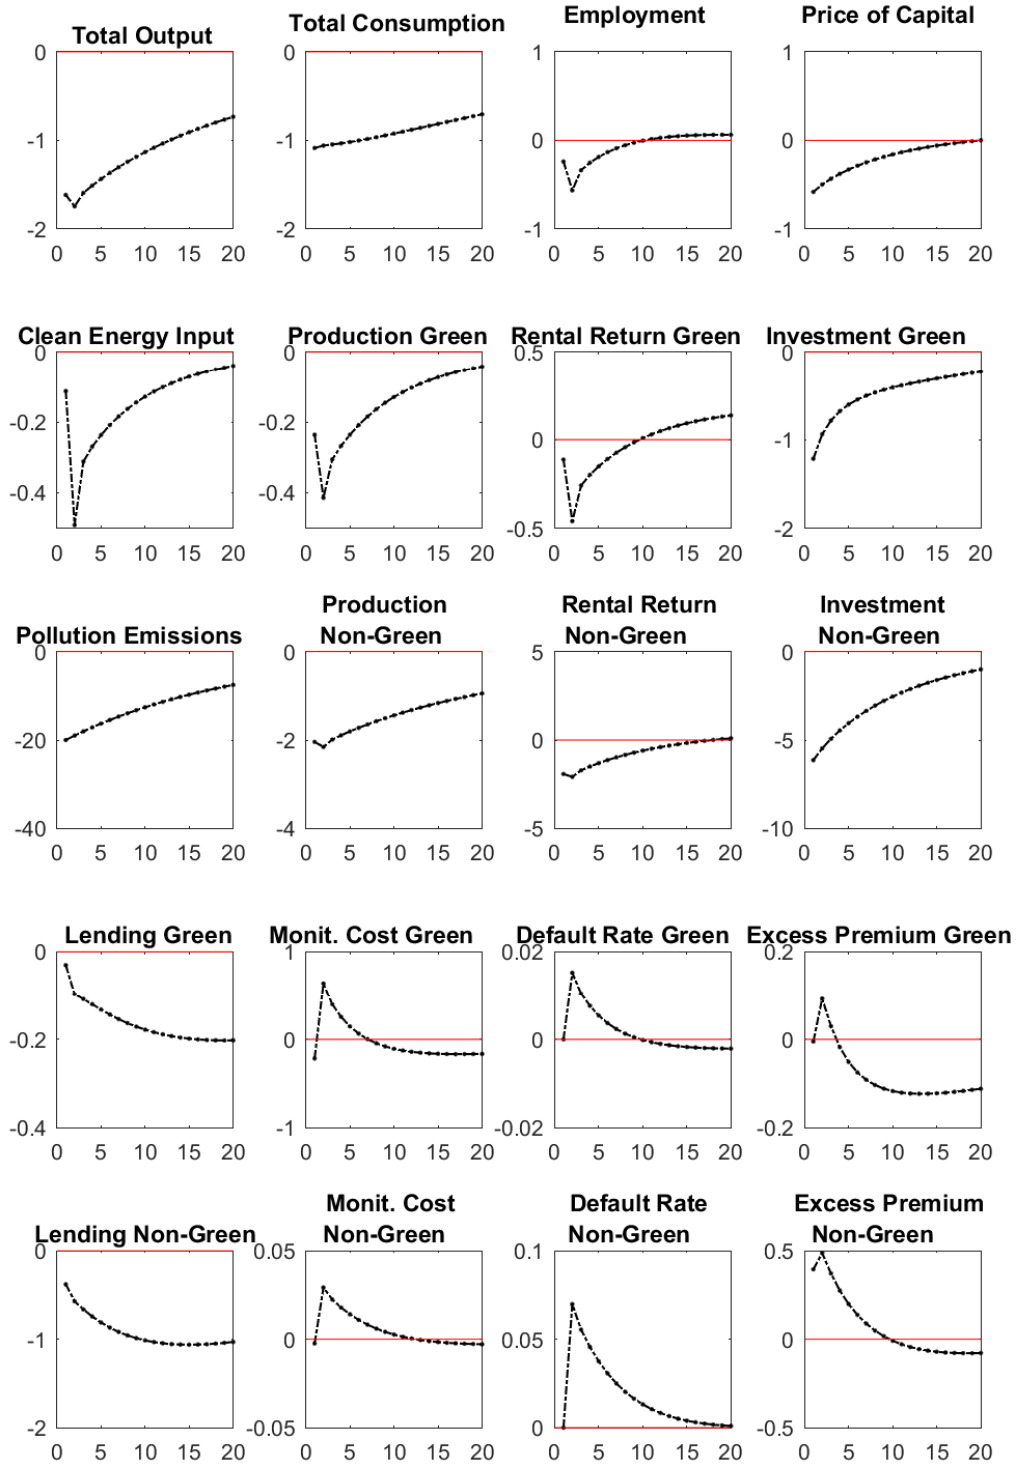 Total Output
Total Consumption
Employment
Price of Capital
0
-1
-2
0 5 10 15 20
0
-1
-2
0 5 10 15 20
1
0
-1
0 5 10 15 20
1
0
-1
0 5 10 15 20
Clean Energy Input
Production Green
Rental Return Green
Investment Green
0
-0.2
-0.4
0 5 10 15 20
0
-0.2
-0.4
0 5 10 15 20
0.5
0
-0.5
0 5 10 15 20
0
-1
-2
0 5 10 15 20
Pollution Emissions
Production
Non-Green
Rental Return
Non-Green
Investment
Non-Green
0
-20
-40
0 5 10 15 20
0
-2
-4
0 5 10 15 20
5
0
-5
0 5 10 15 20
0
-5
-10
0 5 10 15 20
Lending Green
Monit. Cost Green
Default Rate Green
Excess Premium Green
0
-0.2
-0.4
0 5 10 15 20
1
0
-1
0 5 10 15 20
0.02
0
-0.02
0 5 10 15 20
0.2
0
-0.2
0 5 10 15 20
Lending Non-Green
Monit. Cost
Non-Green
Default Rate
Non-Green
Excess Premium
Non-Green
0
-1
-2
0 5 10 15 20
0.05
0
-0.05
0 5 10 15 20
0.1
0.05
0
0 5 10 15 20
0.5
0
-0.5
0 5 10 15 20